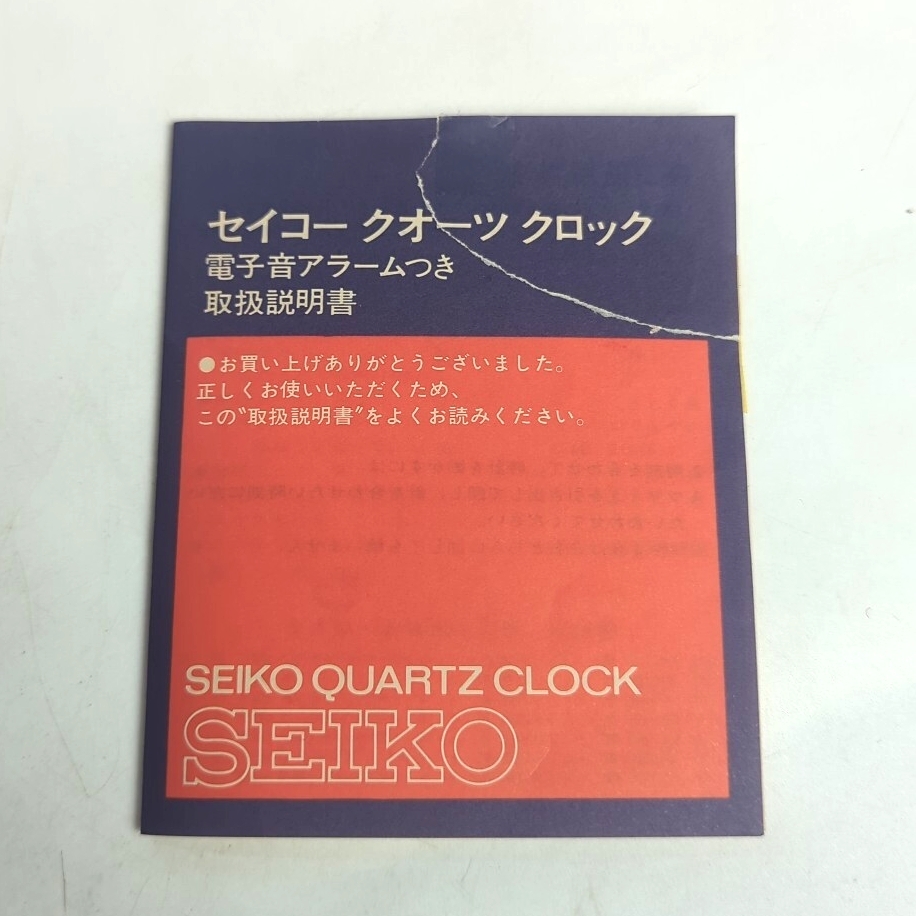 セイコー クオーツ クロック
電子音アラームつき
取扱説明書
●お買い上げありがとうございました。
正しくお使いいただくため、
この"取扱説明書"をよくお読みください。
SEIKO QUARTZ CLOCK
SEIKO